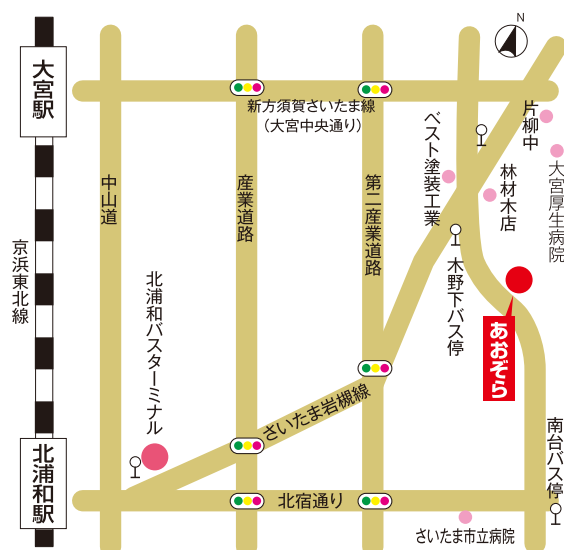 N
大宮駅
新方須賀さいたま線
(大宮中央通り)
片柳中
大宮厚生病院
ベスト塗装工業
林材木店
中山道
産業道路
第二産業道路
京浜東北線
木野下バス停
北浦和バスターミナル
あおぞら
さいたま岩槻線
南台バス停
北浦和駅
北宿通り
さいたま市立病院